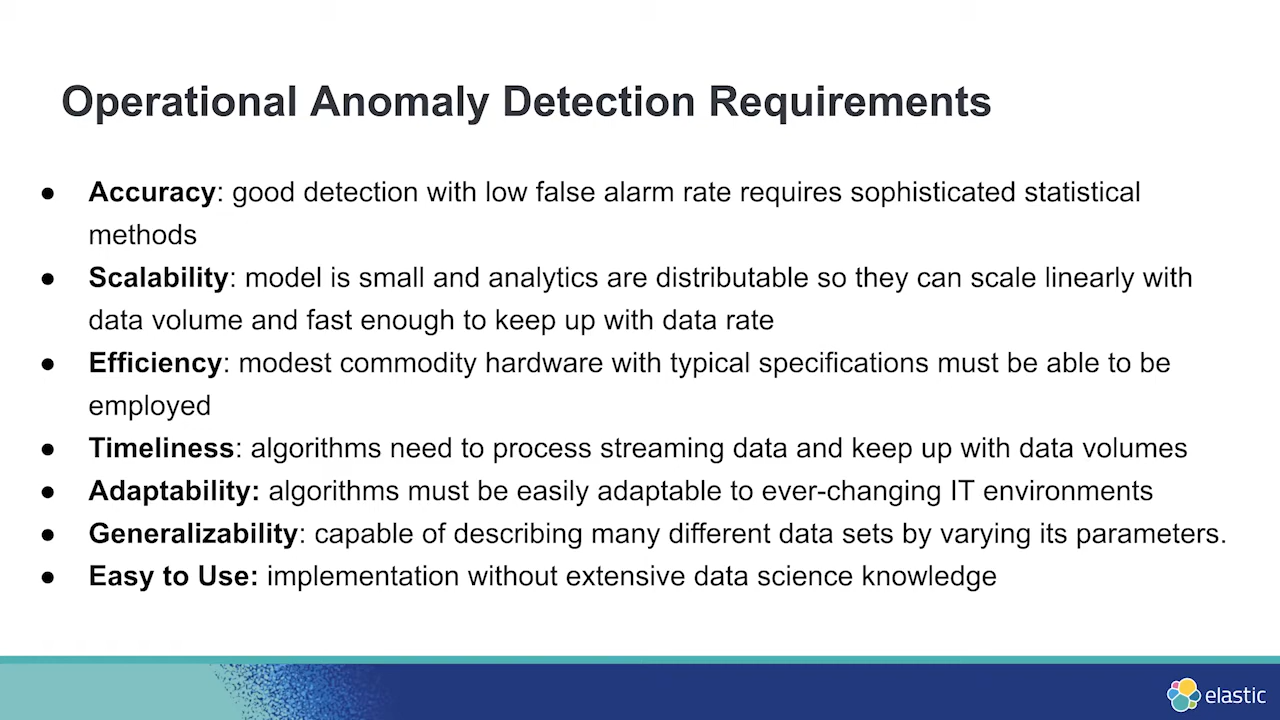 Operational Anomaly Detection Requirements
● Accuracy: good detection with low false alarm rate requires sophisticated statistical
methods
● Scalability: model is small and analytics are distributable so they can scale linearly with
data volume and fast enough to keep up with data rate
● Efficiency: modest commodity hardware with typical specifications must be able to be
employed
● Timeliness: algorithms need to process streaming data and keep up with data volumes
● Adaptability: algorithms must be easily adaptable to ever-changing IT environments
● Generalizability: capable of describing many different data sets by varying its parameters.
● Easy to Use: implementation without extensive data science knowledge
elastic